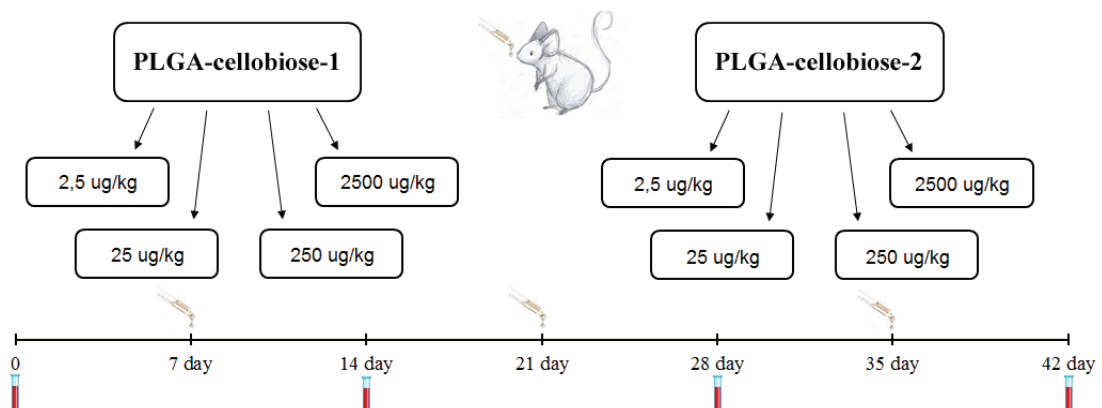 PLGA-cellobiose-1
PLGA-cellobiose-2
2,5 ug/kg
2500 ug/kg
2,5 ug/kg
2500 ug/kg
25 ug/kg
250 ug/kg
25 ug/kg
250 ug/kg
0
7 day
14 day
21 day
28 day
35 day
42 day